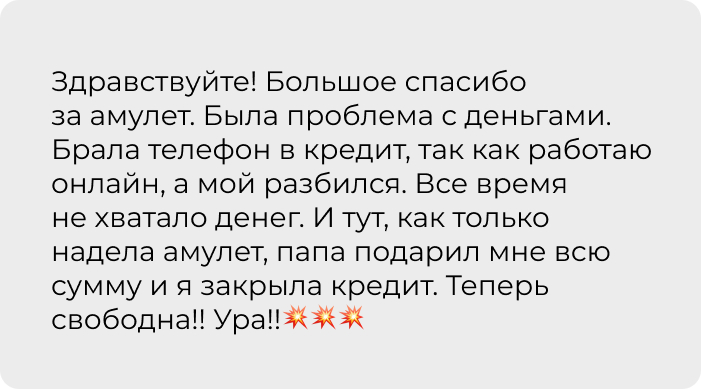 Здравствуйте! Большое спасибо
за амулет. Была проблема с деньгами.
Брала телефон в кредит, так как работаю
онлайн, а мой разбился. Все время
не хватало денег. И тут, как только
надела амулет, папа подарил мне всю
сумму и я закрыла кредит. Теперь
свободна!! Ура!!💥💥💥